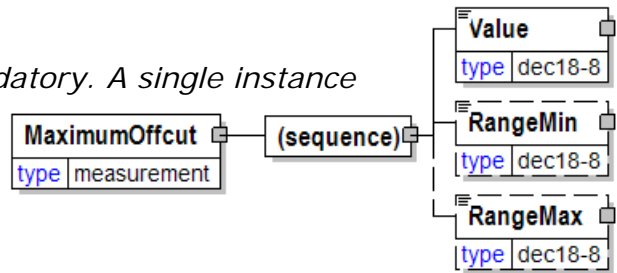 Value
type dec18-8
datory. A single instance
RangeMin
type dec18-8
MaximumOffcut
type measurement
(sequence)
RangeMax
type dec18-8